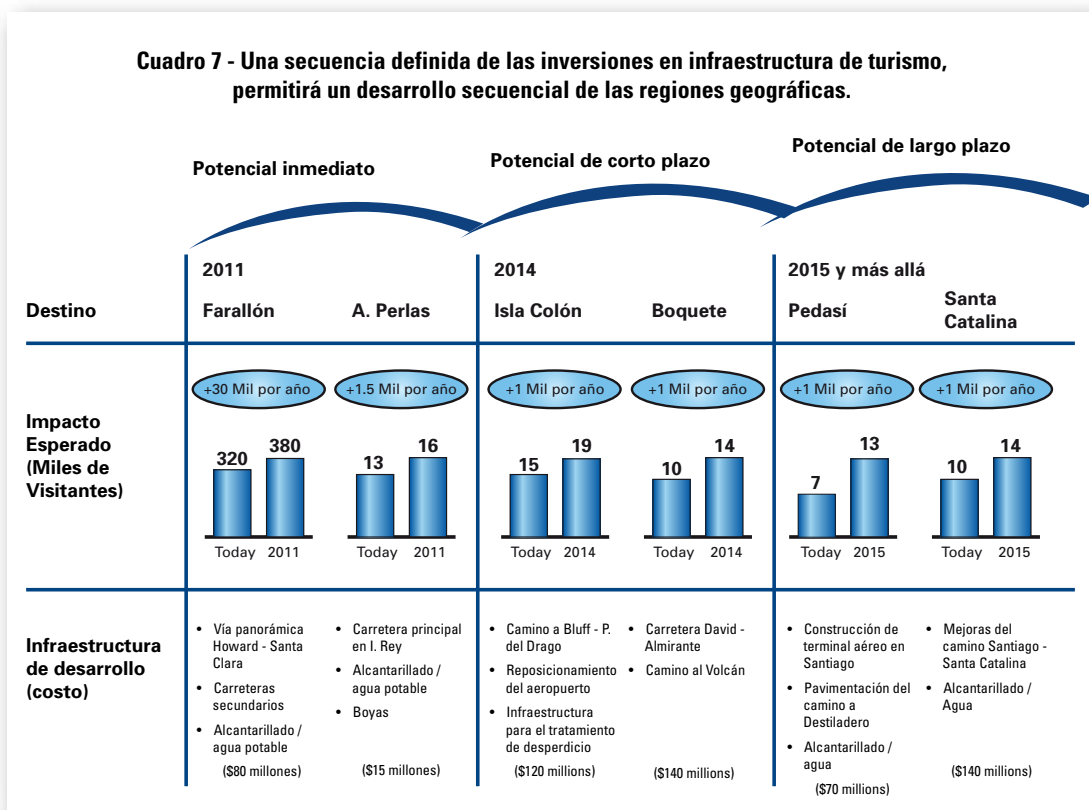 Cuadro 7 - Una secuencia definida de las inversiones en infraestructura de turismo,
permitirá un desarrollo secuencial de las regiones geográficas.
Potencial inmediato
Potencial de corto plazo
Potencial de largo plazo
2011
2014
2015 y más allá
Destino
Farallón
A. Perlas
Isla Colón
Boquete
Pedasí
Santa
Catalina
Impacto
Esperado
(Miles de
Visitantes)
+30 Mil por año
320
380
Today
2011
+1.5 Mil por año
13
16
Today
2011
+1 Mil por año
15
19
Today
2014
+1 Mil por año
10
14
Today
2014
+1 Mil por año
7
13
Today
2015
+1 Mil por año
10
14
Today
2015
Infraestructura
de desarrollo
(costo)
• Vía panorámica
Howard - Santa
Clara
• Carreteras
secundarios
• Alcantarillado /
agua potable
($80 millones)
• Carretera principal
en I. Rey
• Alcantarillado /
agua potable
• Boyas
($15 millones)
• Camino a Bluff - P.
del Drago
• Reposicionamiento
del aeropuerto
• Infraestructura
para el tratamiento
de desperdicio
($120 millions)
• Carretera David -
Almirante
• Camino al Volcán
($140 millions)
• Construcción de
terminal aéreo en
Santiago
• Pavimentación del
camino a
Destiladero
• Alcantarillado /
agua
($70 millions)
• Mejoras del
camino Santiago -
Santa Catalina
• Alcantarillado /
Agua
($140 millions)